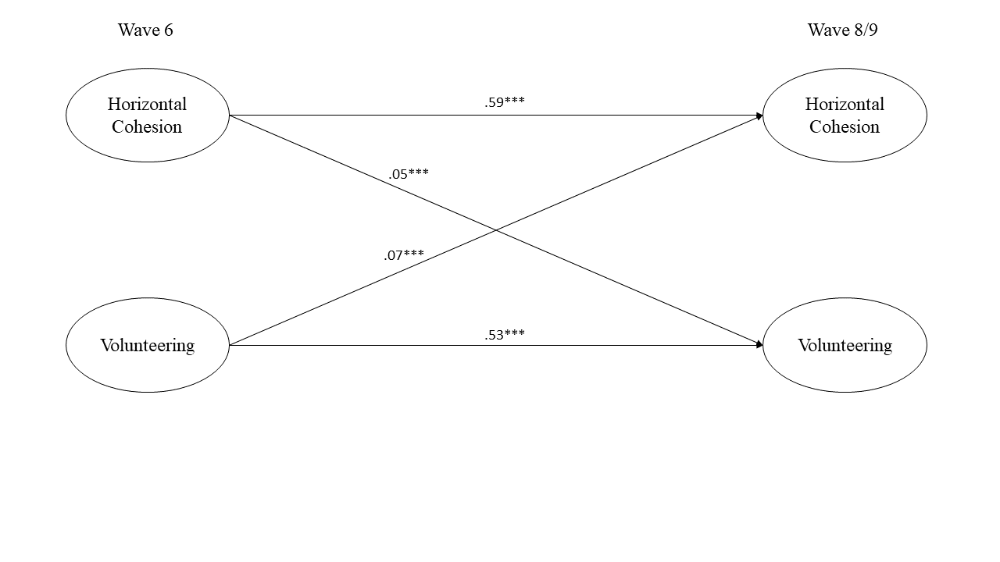 Wave 6
Wave 8/9
Horizontal
Cohesion
.59***
Horizontal
Cohesion
.05***
.07***
Volunteering
.53***
Volunteering